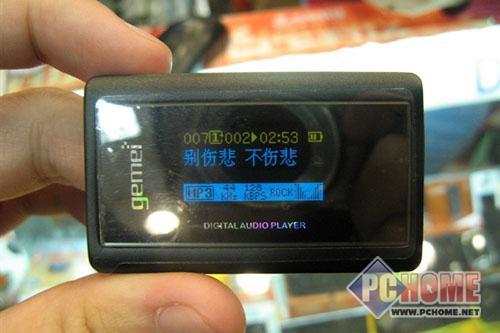 gemei
007 1 002 02:53
别伤悲 不伤悲
MP3 44 KHz 128 KBPS ROCK
DIGITAL AUDIO PLAYER
PCHOME
WWW.PCHOME.NET